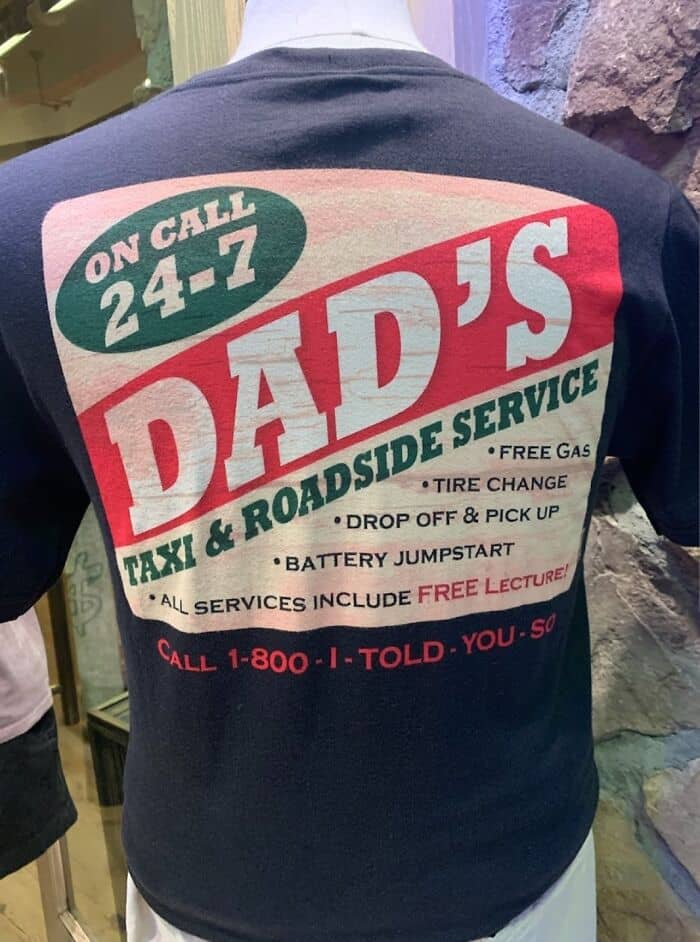 ON CALL
24-7
DAD'S
TAXI & ROADSIDE SERVICE
• FREE GAS
• TIRE CHANGE
• DROP OFF & PICK UP
• BATTERY JUMPSTART
• ALL SERVICES INCLUDE FREE LECTURE!
CALL 1-800-I-TOLD-YOU-SO